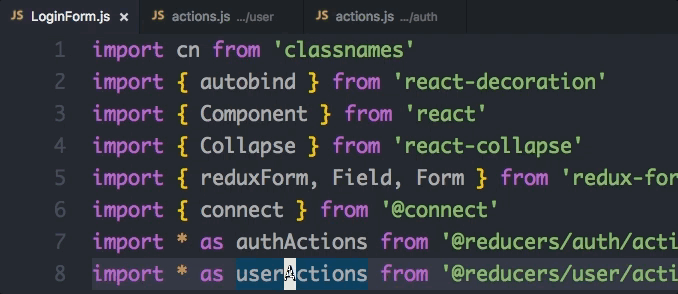 JS LoginForm.js × JS actions.js .../user JS actions.js .../auth
1 import cn from 'classnames'
2 import { autobind } from 'react-decoration'
3 import { Component } from 'react'
4 import { Collapse } from 'react-collapse'
5 import { reduxForm, Field, Form } from 'redux-for
6 import { connect } from '@connect'
7 import * as authActions from '@reducers/auth/acti
8 import * as userActions from '@reducers/user/acti